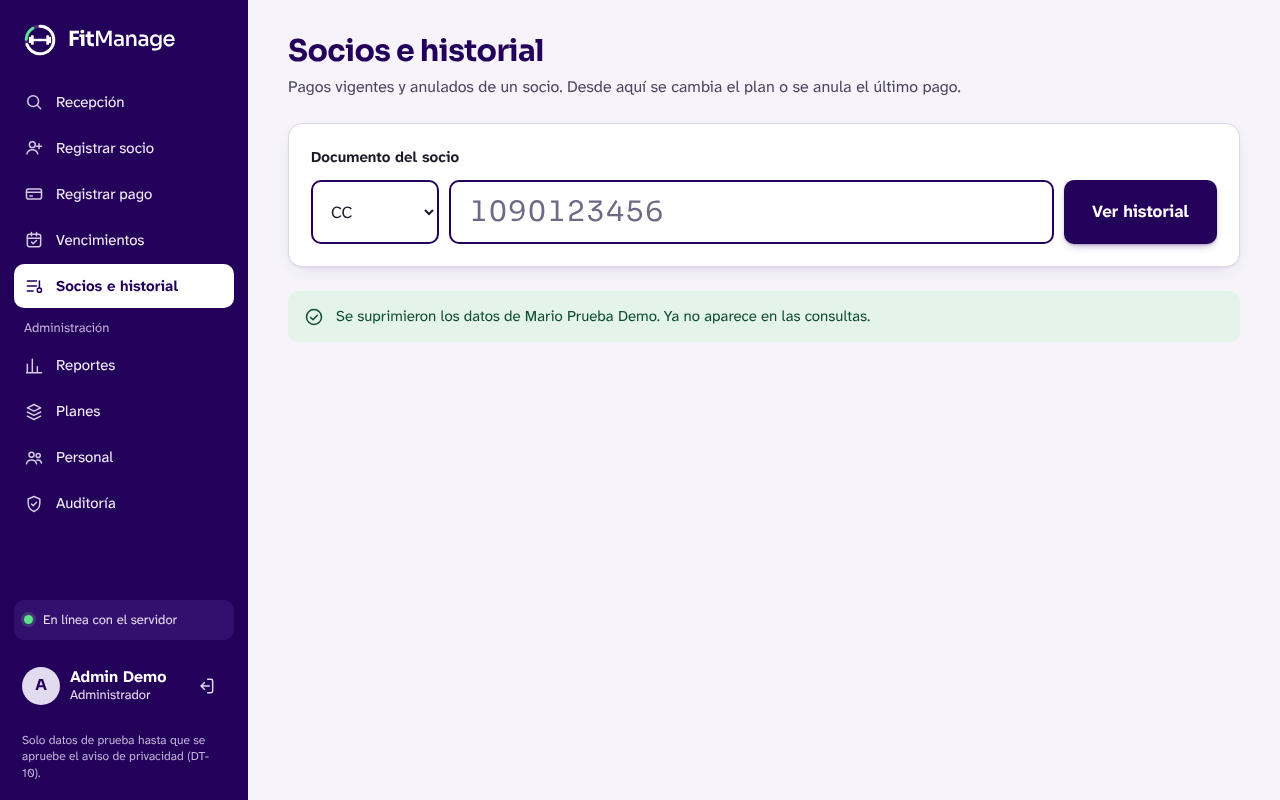 FitManage
Recepción
Registrar socio
Registrar pago
Vencimientos
Socios e historial
Administración
Reportes
Planes
Personal
Auditoría
En línea con el servidor
A
Admin Demo
Administrador
Solo datos de prueba hasta que se
apruebe el aviso de privacidad (DT-
10).
Socios e historial
Pagos vigentes y anulados de un socio. Desde aquí se cambia el plan o se anula el último pago.
Documento del socio
CC
1090123456
Ver historial
Se suprimieron los datos de Mario Prueba Demo. Ya no aparece en las consultas.